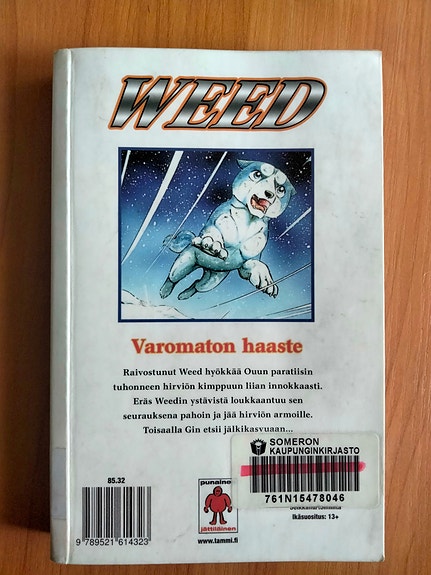 WEED
Varomaton haaste
Raivostunut Weed hyökkää Ouun paratiisin
tuhonneen hirviön kimppuun liian innokkaasti.
Eräs Weedin ystävistä loukkaantuu sen
seurauksena pahoin ja jää hirviön armoille.
Toisaalla Gin etsii jälkikasvuaan...
SOMERON
KAUPUNGINKIRJASTO
761N15478046
85.32
9 789521 614323
punainen
jättiläinen
www.tammi.fi
Ikäsuositus: 13+